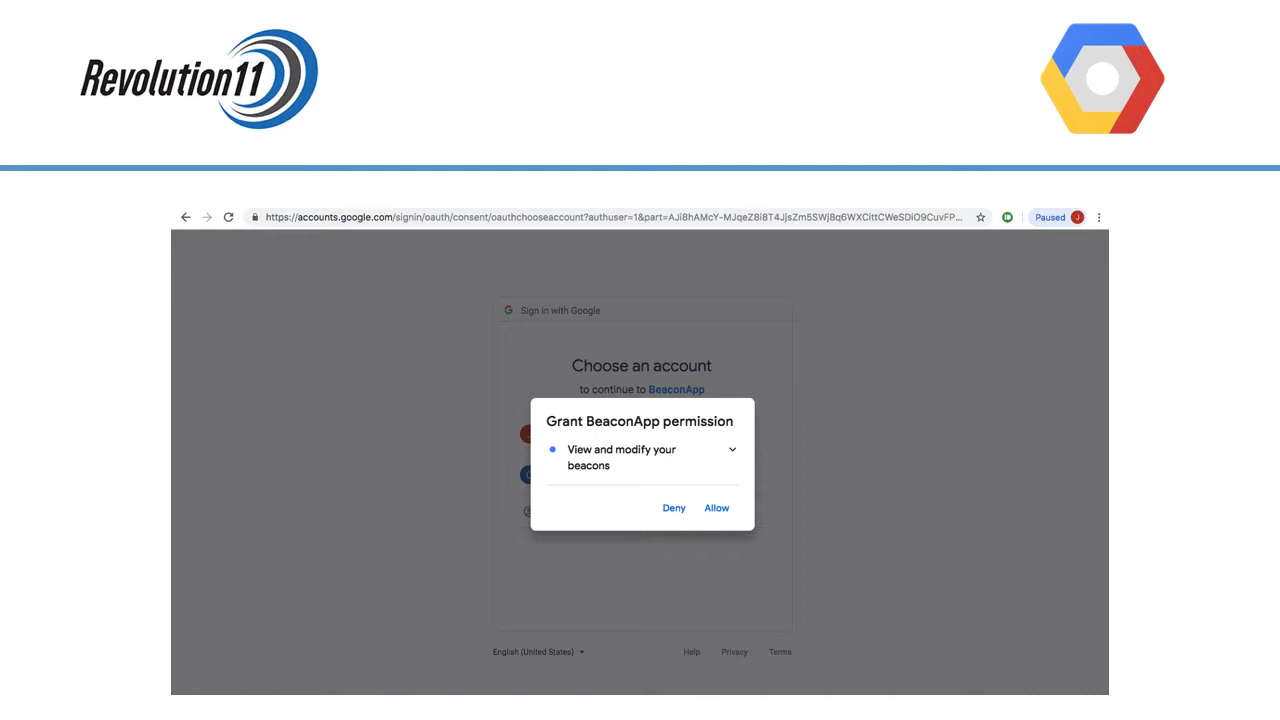 Revolution11
https://accounts.google.com/signin/oauth/consent/oauthchooseaccount?authuser=1&part=AJi8hAMcY-MJqeZ8i8T4JjsZm5SWj8q6WXCittCWeSDiO9CuvFP...
Paused
J
Sign in with Google
Choose an account
to continue to BeaconApp
Grant BeaconApp permission
View and modify your
beacons
Deny Allow
English (United States)
Help Privacy Terms